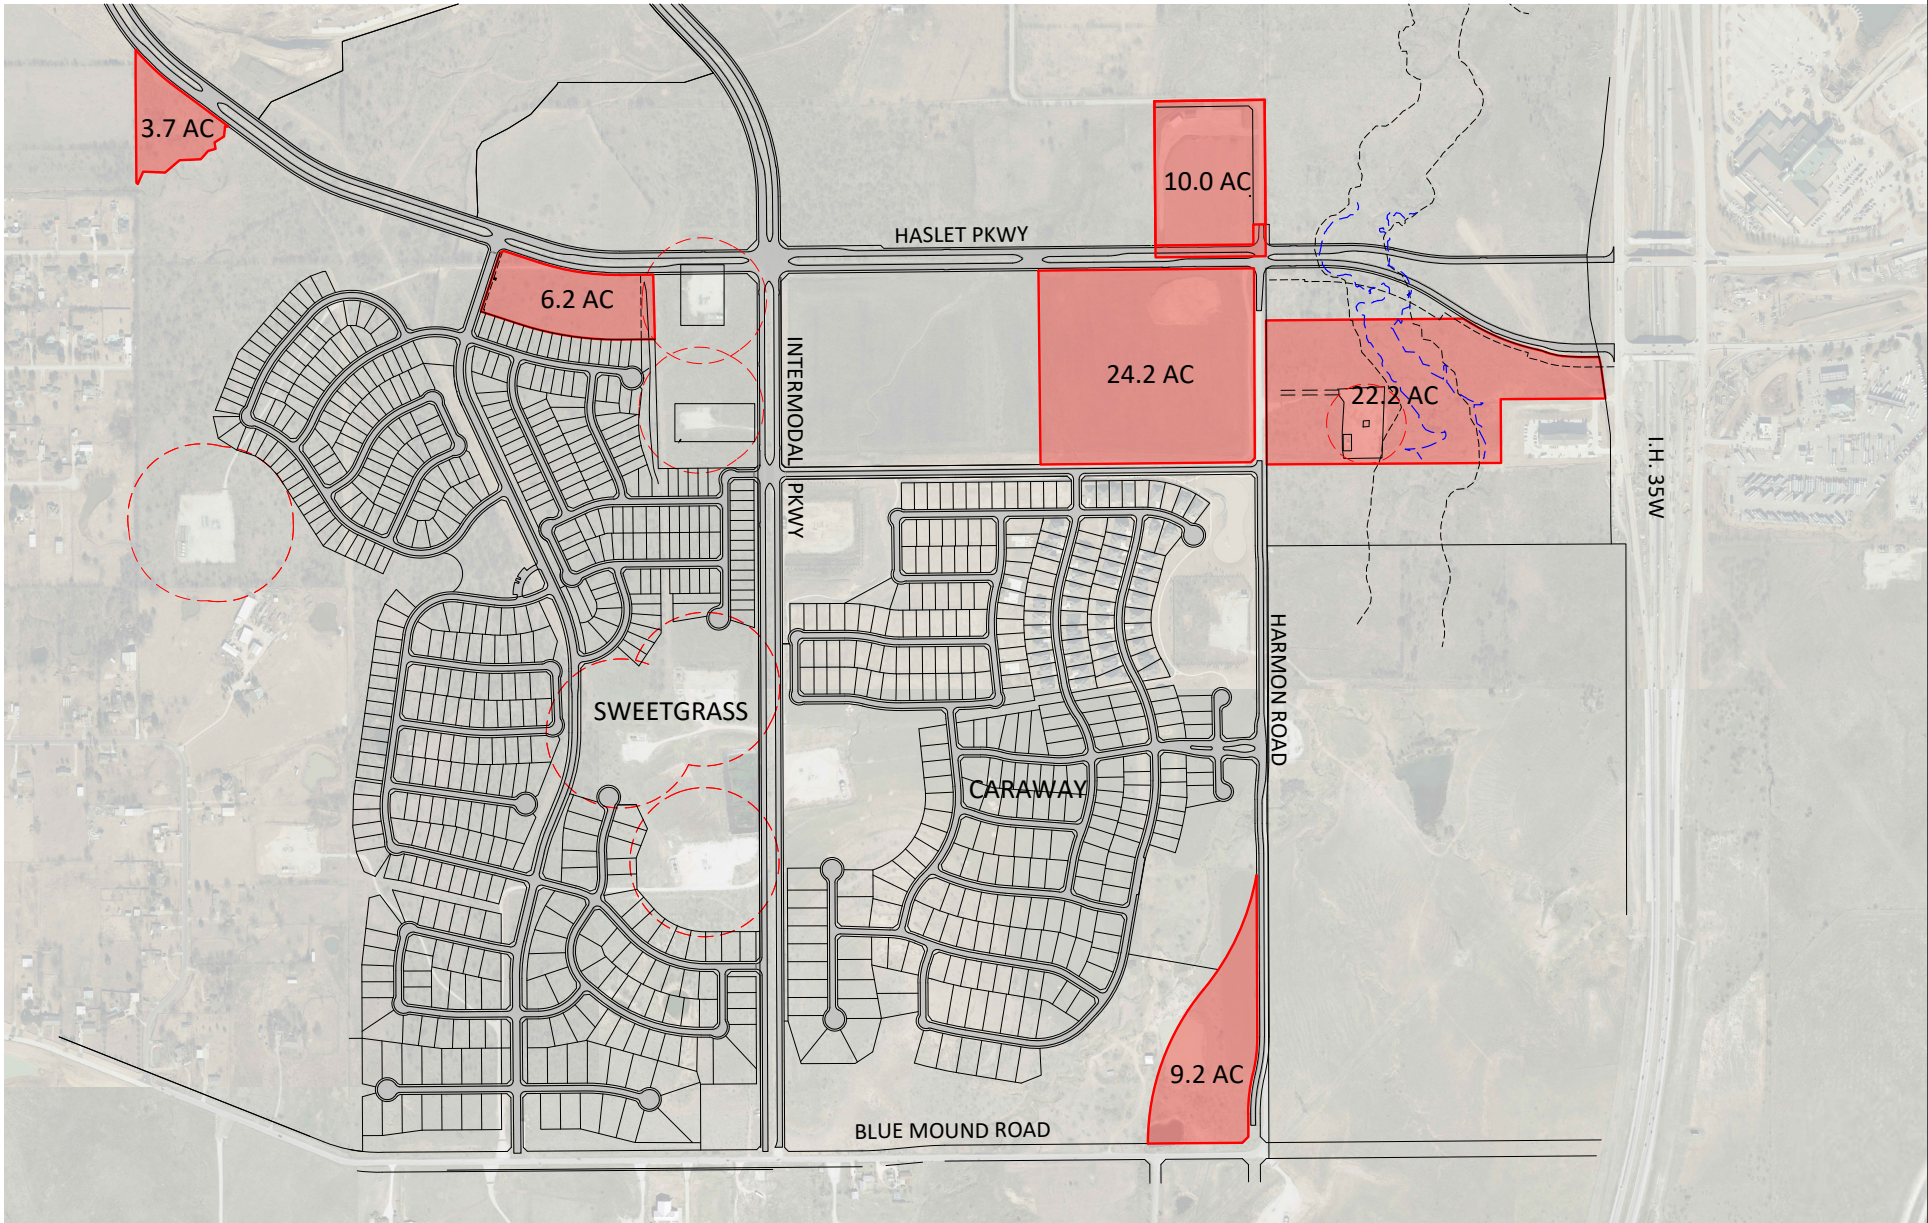 3.7 AC
10.0 AC
HASLET PKWY
6.2 AC
INTERMODAL PKWY
24.2 AC
22.2 AC
I.H. 35W
HARMON ROAD
SWEETGRASS
CARAWAY
9.2 AC
BLUE MOUND ROAD